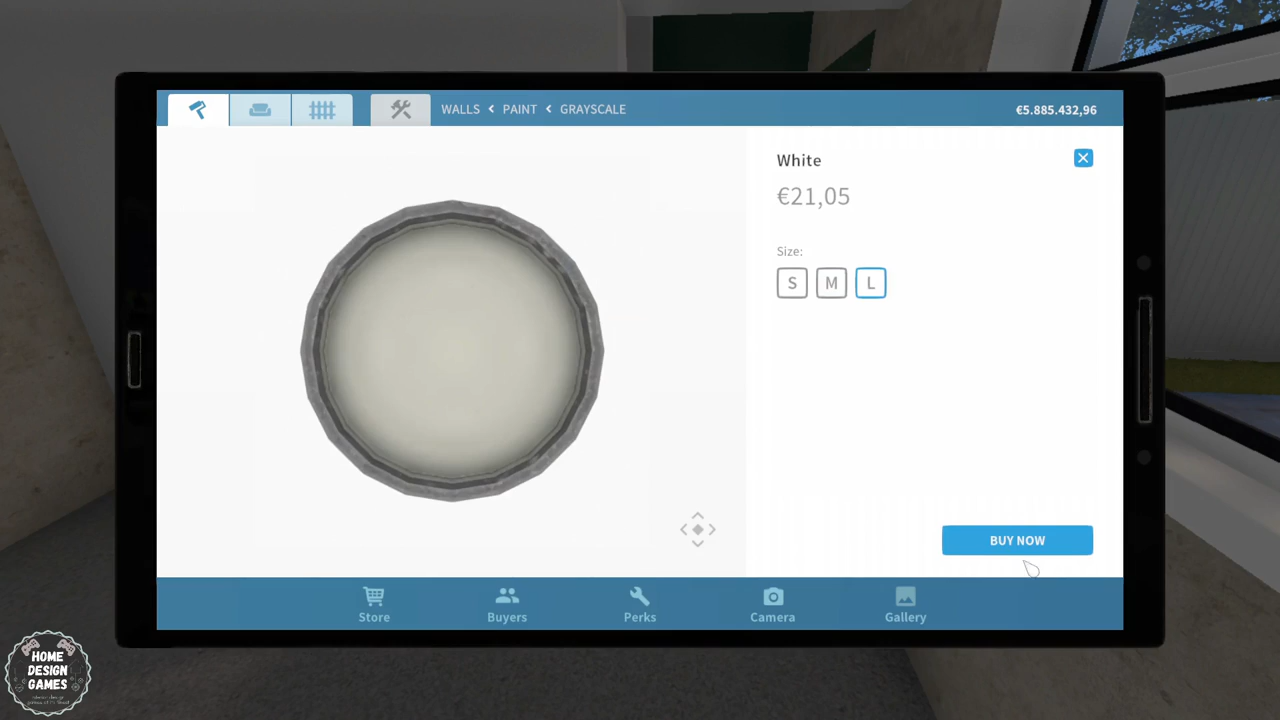 WALLS < PAINT < GRAYSCALE
€5.885.432,96
White
€21,05
Size:
S M L
BUY NOW
Store Buyers Perks Camera Gallery
HOME
DESIGN
GAMES